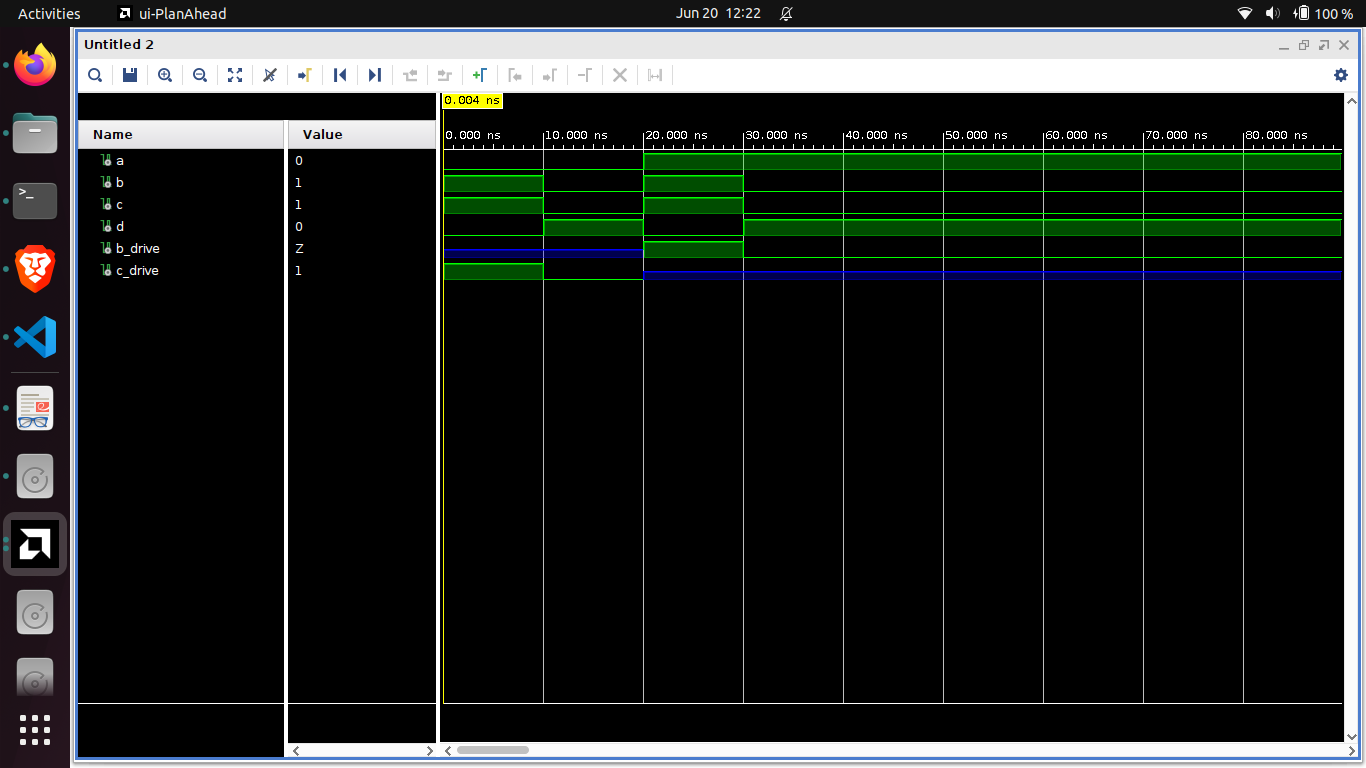 Activities ui-PlanAhead Jun 20 12:22 100 %
Untitled 2
0.004 ns
Name Value 0.000 ns 10.000 ns 20.000 ns 30.000 ns 40.000 ns 50.000 ns 60.000 ns 70.000 ns 80.000 ns
a 0
b 1
c 1
d 0
b_drive Z
c_drive 1